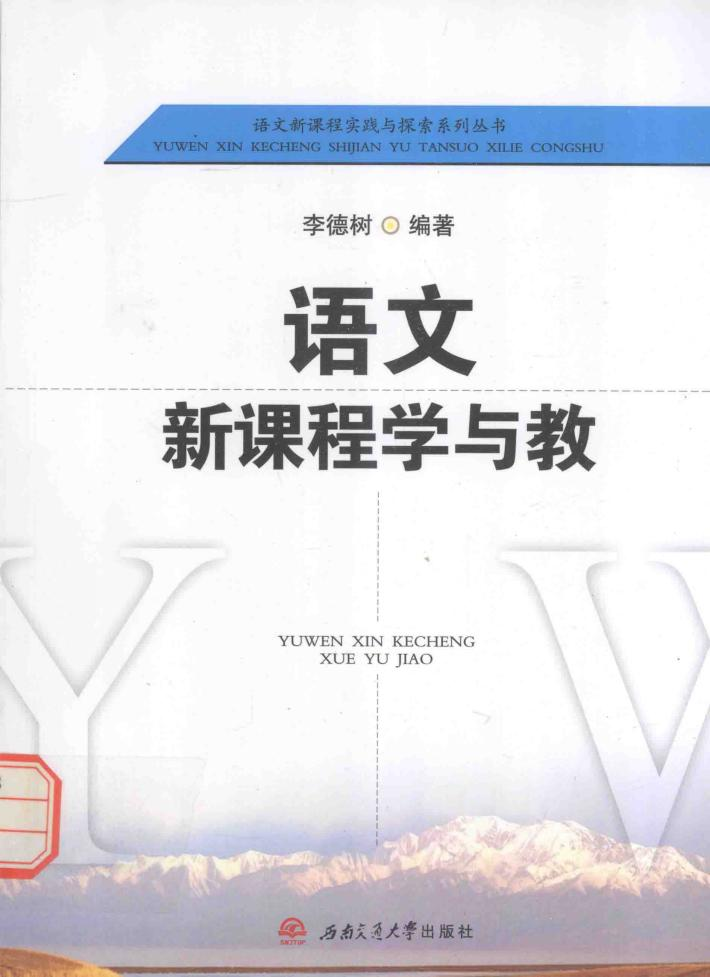 语文新课程实践与探索系列丛书
YUWEN XIN KECHENG SHIJIAN YU TANSUO XILIE CONGSHU
李德树 编著
语文
新课程学与教
Y W
YUWEN XIN KECHENG
XUE YU JIAO
SWJTUP
西南交通大学出版社